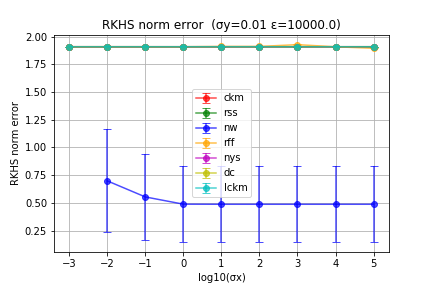 RKHS norm error  (σy=0.01 ε=10000.0)
RKHS norm error
2.00
1.75
1.50
1.25
1.00
0.75
0.50
0.25
ckm
rss
nw
rff
nys
dc
lckm
−3 −2 −1 0 1 2 3 4 5
log10(σx)